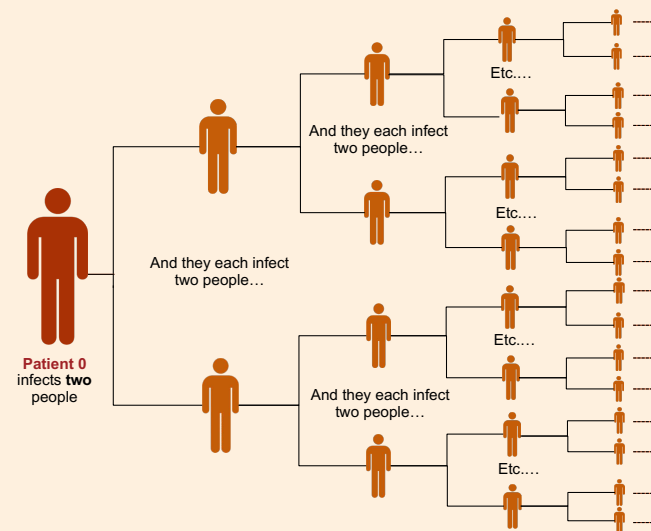 Etc.…
And they each infect
two people…
Etc.…
And they each infect
two people…
Patient 0
infects two
people
Etc.…
And they each infect
two people…
Etc.…